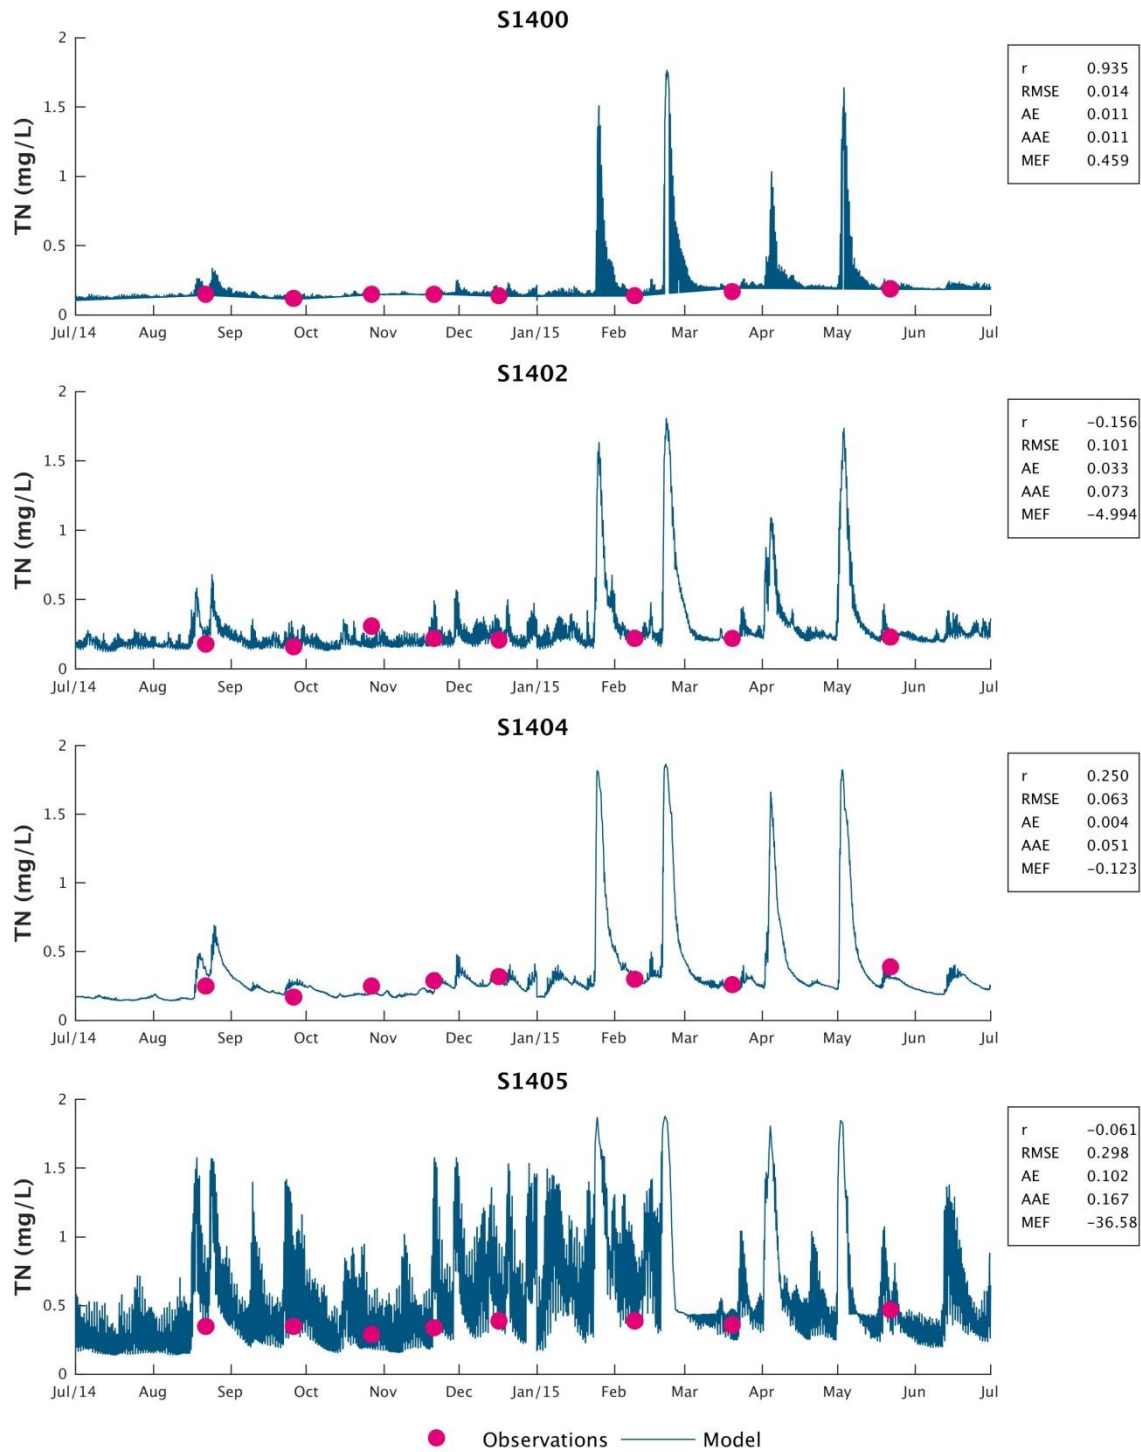 S1400
2
1.5
1
0.5
0
TN (mg/L)
Jul/14 Aug Sep Oct Nov Dec Jan/15 Feb Mar Apr May Jun Jul
r 0.935
RMSE 0.014
AE 0.011
AAE 0.011
MEF 0.459
S1402
2
1.5
1
0.5
0
TN (mg/L)
Jul/14 Aug Sep Oct Nov Dec Jan/15 Feb Mar Apr May Jun Jul
r −0.156
RMSE 0.101
AE 0.033
AAE 0.073
MEF −4.994
S1404
2
1.5
1
0.5
0
TN (mg/L)
Jul/14 Aug Sep Oct Nov Dec Jan/15 Feb Mar Apr May Jun Jul
r 0.250
RMSE 0.063
AE 0.004
AAE 0.051
MEF −0.123
S1405
2
1.5
1
0.5
0
TN (mg/L)
Jul/14 Aug Sep Oct Nov Dec Jan/15 Feb Mar Apr May Jun Jul
r −0.061
RMSE 0.298
AE 0.102
AAE 0.167
MEF −36.58
Observations Model